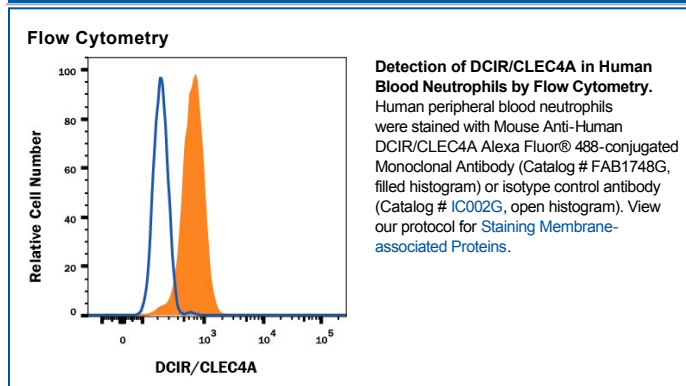 Flow Cytometry
100
80
60
40
20
0
Relative Cell Number
0
10³
10⁴
10⁵
DCIR/CLEC4A
Detection of DCIR/CLEC4A in Human
Blood Neutrophils by Flow Cytometry.
Human peripheral blood neutrophils
were stained with Mouse Anti-Human
DCIR/CLEC4A Alexa Fluor® 488-conjugated
Monoclonal Antibody (Catalog # FAB1748G,
filled histogram) or isotype control antibody
(Catalog # IC002G, open histogram). View
our protocol for Staining Membrane-
associated Proteins.